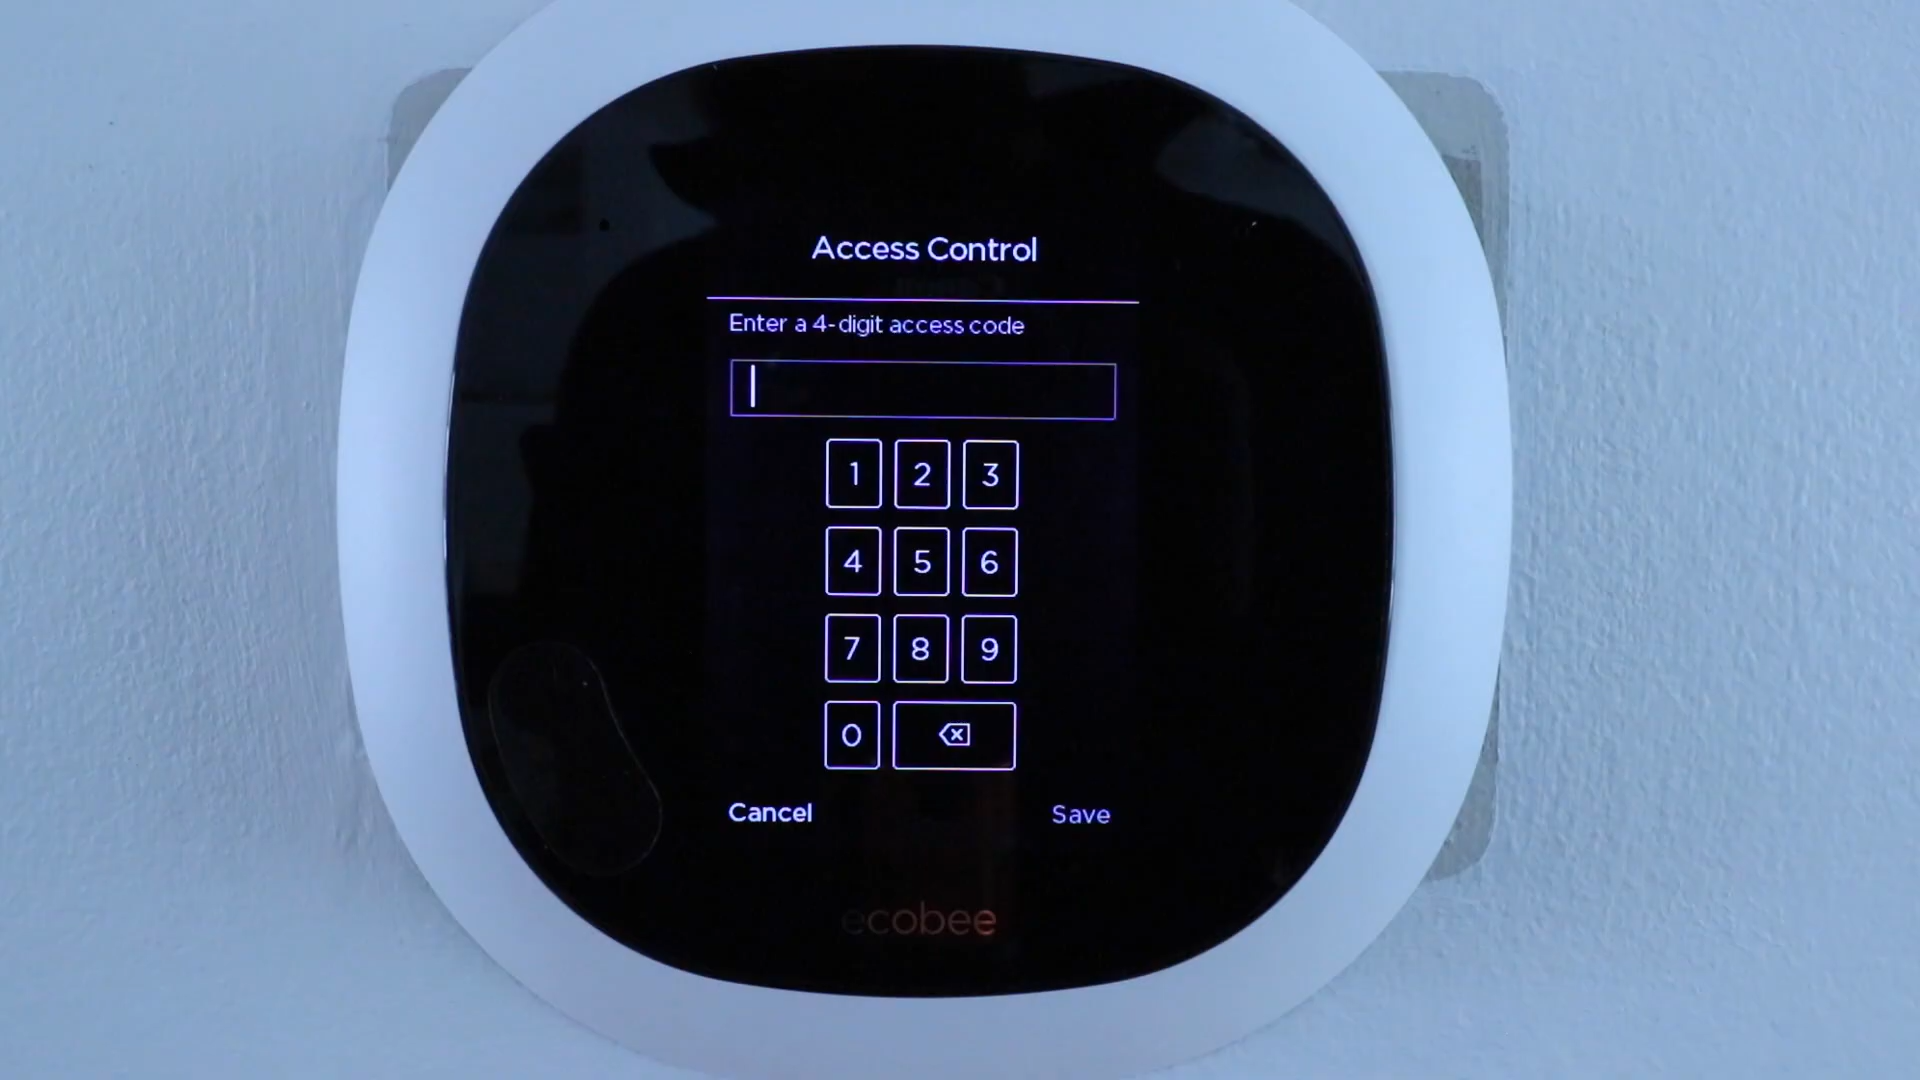 Access Control
Enter a 4-digit access code
1 2 3
4 5 6
7 8 9
0
Cancel Save
ecobee